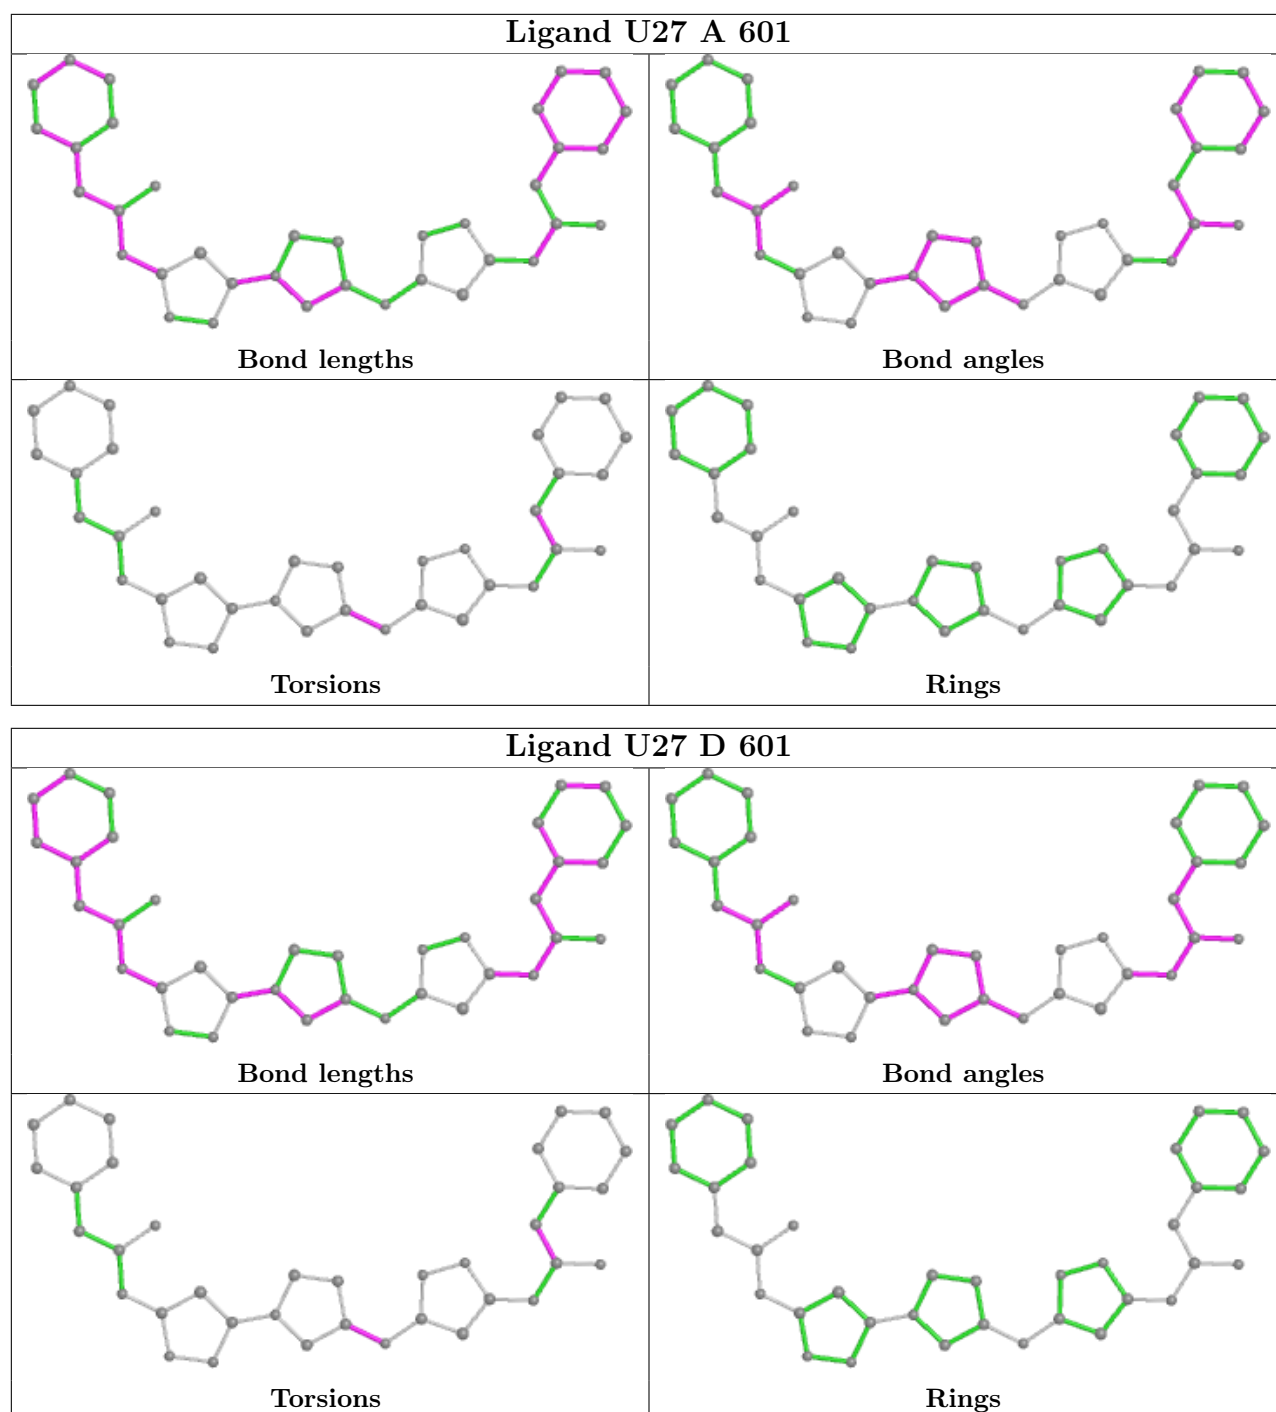 Ligand U27 A 601
Bond lengths
Bond angles
Torsions
Rings
Ligand U27 D 601
Bond lengths
Bond angles
Torsions
Rings